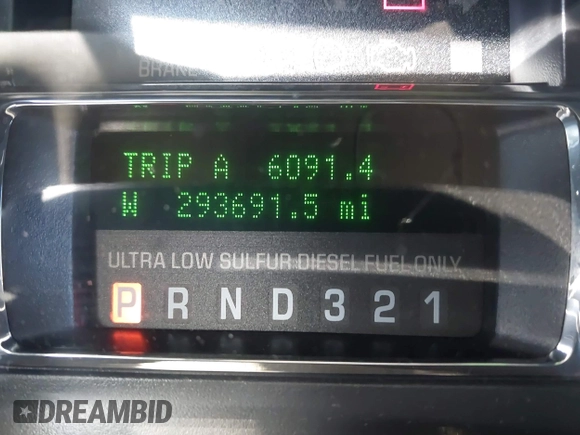 BRAKE
TRIP A 6091.4
W 293691.5 mi
ULTRA LOW SULFUR DIESEL FUEL ONLY
P R N D 3 2 1
DREAMBID